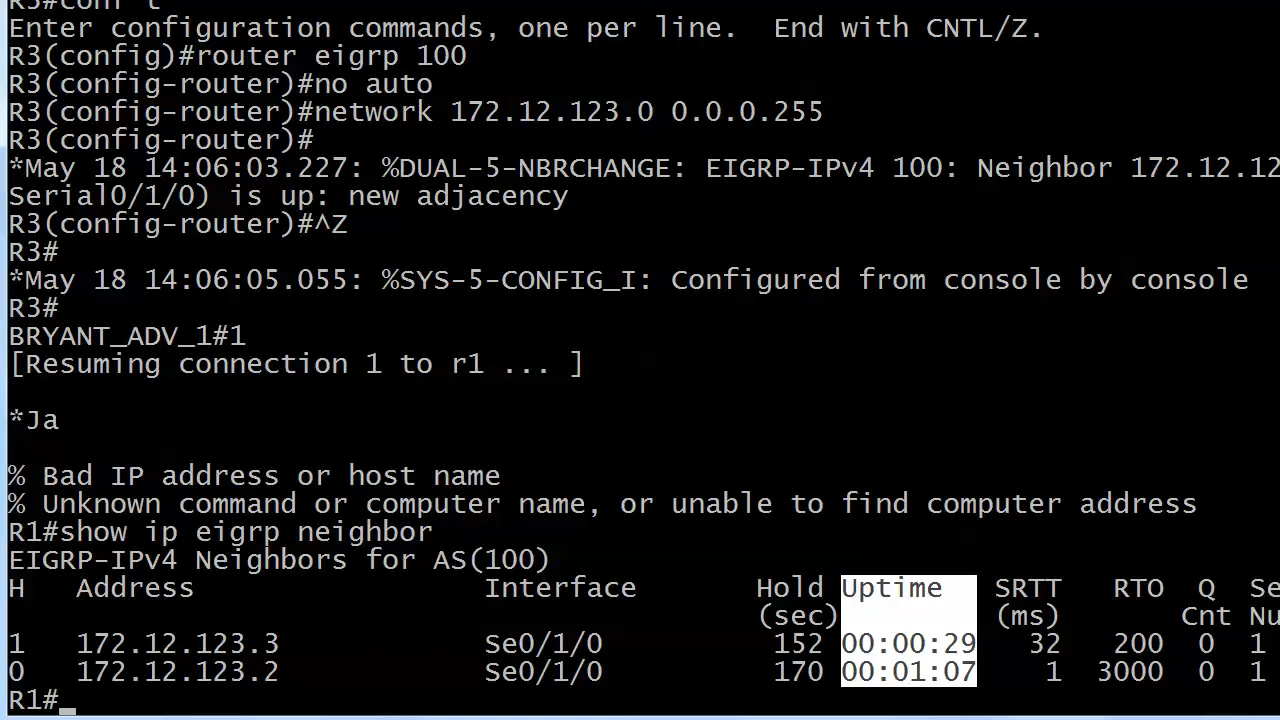 R3#conf t
Enter configuration commands, one per line.  End with CNTL/Z.
R3(config)#router eigrp 100
R3(config-router)#no auto
R3(config-router)#network 172.12.123.0 0.0.0.255
R3(config-router)#
*May 18 14:06:03.227: %DUAL-5-NBRCHANGE: EIGRP-IPv4 100: Neighbor 172.12.12
Serial0/1/0) is up: new adjacency
R3(config-router)#^Z
R3#
*May 18 14:06:05.055: %SYS-5-CONFIG_I: Configured from console by console
R3#
BRYANT_ADV_1#1
[Resuming connection 1 to r1 ... ]
*Ja
% Bad IP address or host name
% Unknown command or computer name, or unable to find computer address
R1#show ip eigrp neighbor
EIGRP-IPv4 Neighbors for AS(100)
H   Address                 Interface       Hold Uptime   SRTT   RTO  Q  Se
(sec)         (ms)       Cnt Nu
1   172.12.123.3            Se0/1/0          152 00:00:29   32   200  0  1
0   172.12.123.2            Se0/1/0          170 00:01:07    1  3000  0  1
R1#_